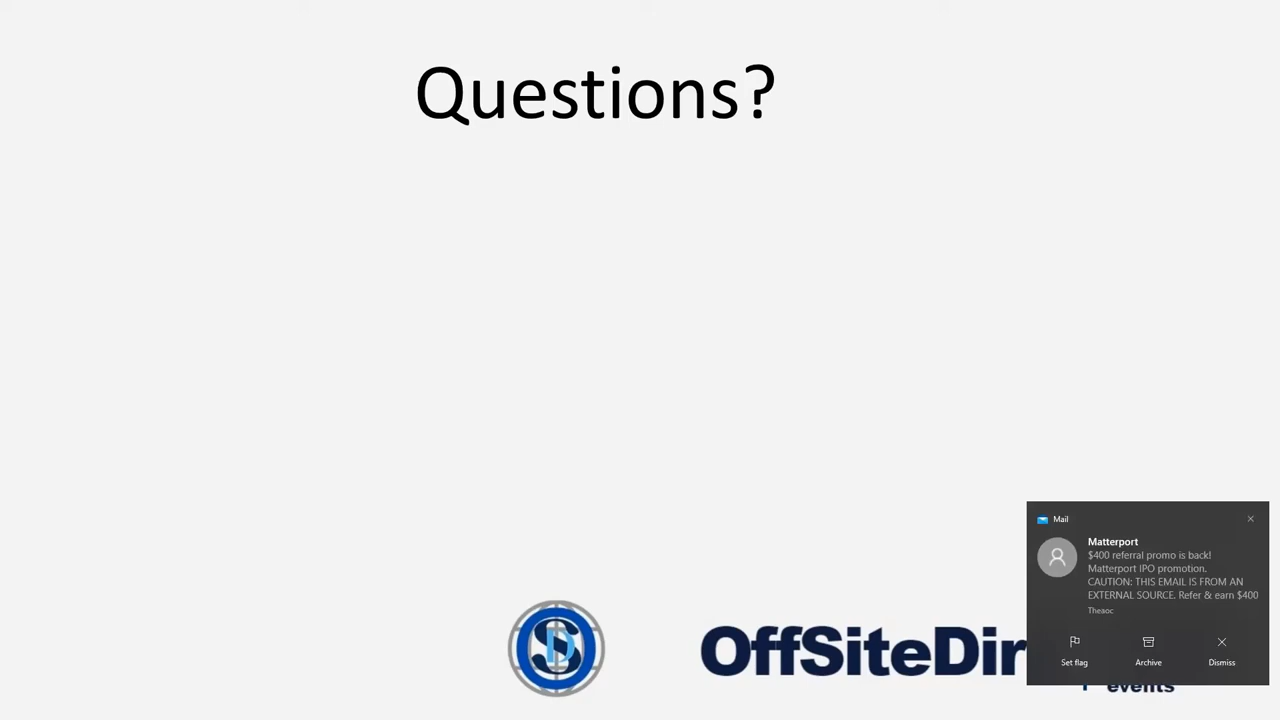 Questions?
Mail
Matterport
$400 referral promo is back!
Matterport IPO promotion.
CAUTION: THIS EMAIL IS FROM AN
EXTERNAL SOURCE. Refer & earn $400
Theaoc
Set flag
Archive
Dismiss
SD
OffSiteDir
events